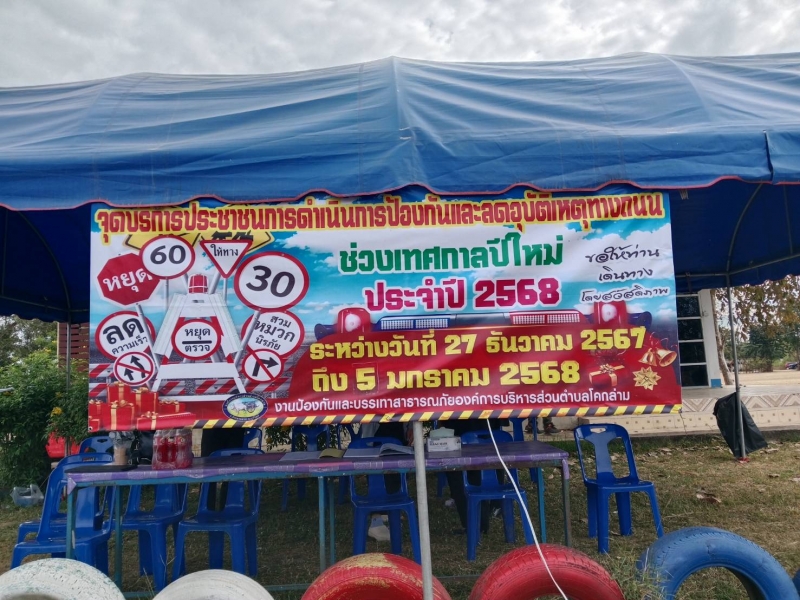 จุดบริการประชาชนการดำเนินการป้องกันและลดอุบัติเหตุทางถนน
ช่วงเทศกาลปีใหม่
ประจำปี 2568
ขอให้ท่าน
เดินทาง
โดยสวัสดิภาพ
ระหว่างวันที่ 27 ธันวาคม 2567
ถึง 5 มกราคม 2568
งานป้องกันและบรรเทาสาธารณภัยองค์การบริหารส่วนตำบลโคกล่าม
หยุด
60
ให้ทาง
30
ลด
ความเร็ว
หยุด
ตรวจ
สวม
หมวก
นิรภัย